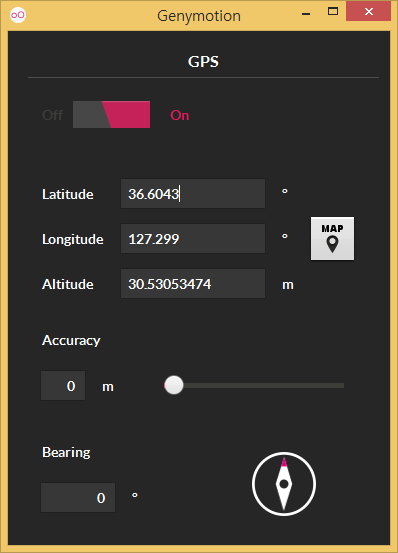 Genymotion
GPS
Off On
Latitude 36.6043 °
Longitude 127.299 °
MAP
Altitude 30.53053474 m
Accuracy
0 m
Bearing
0 °